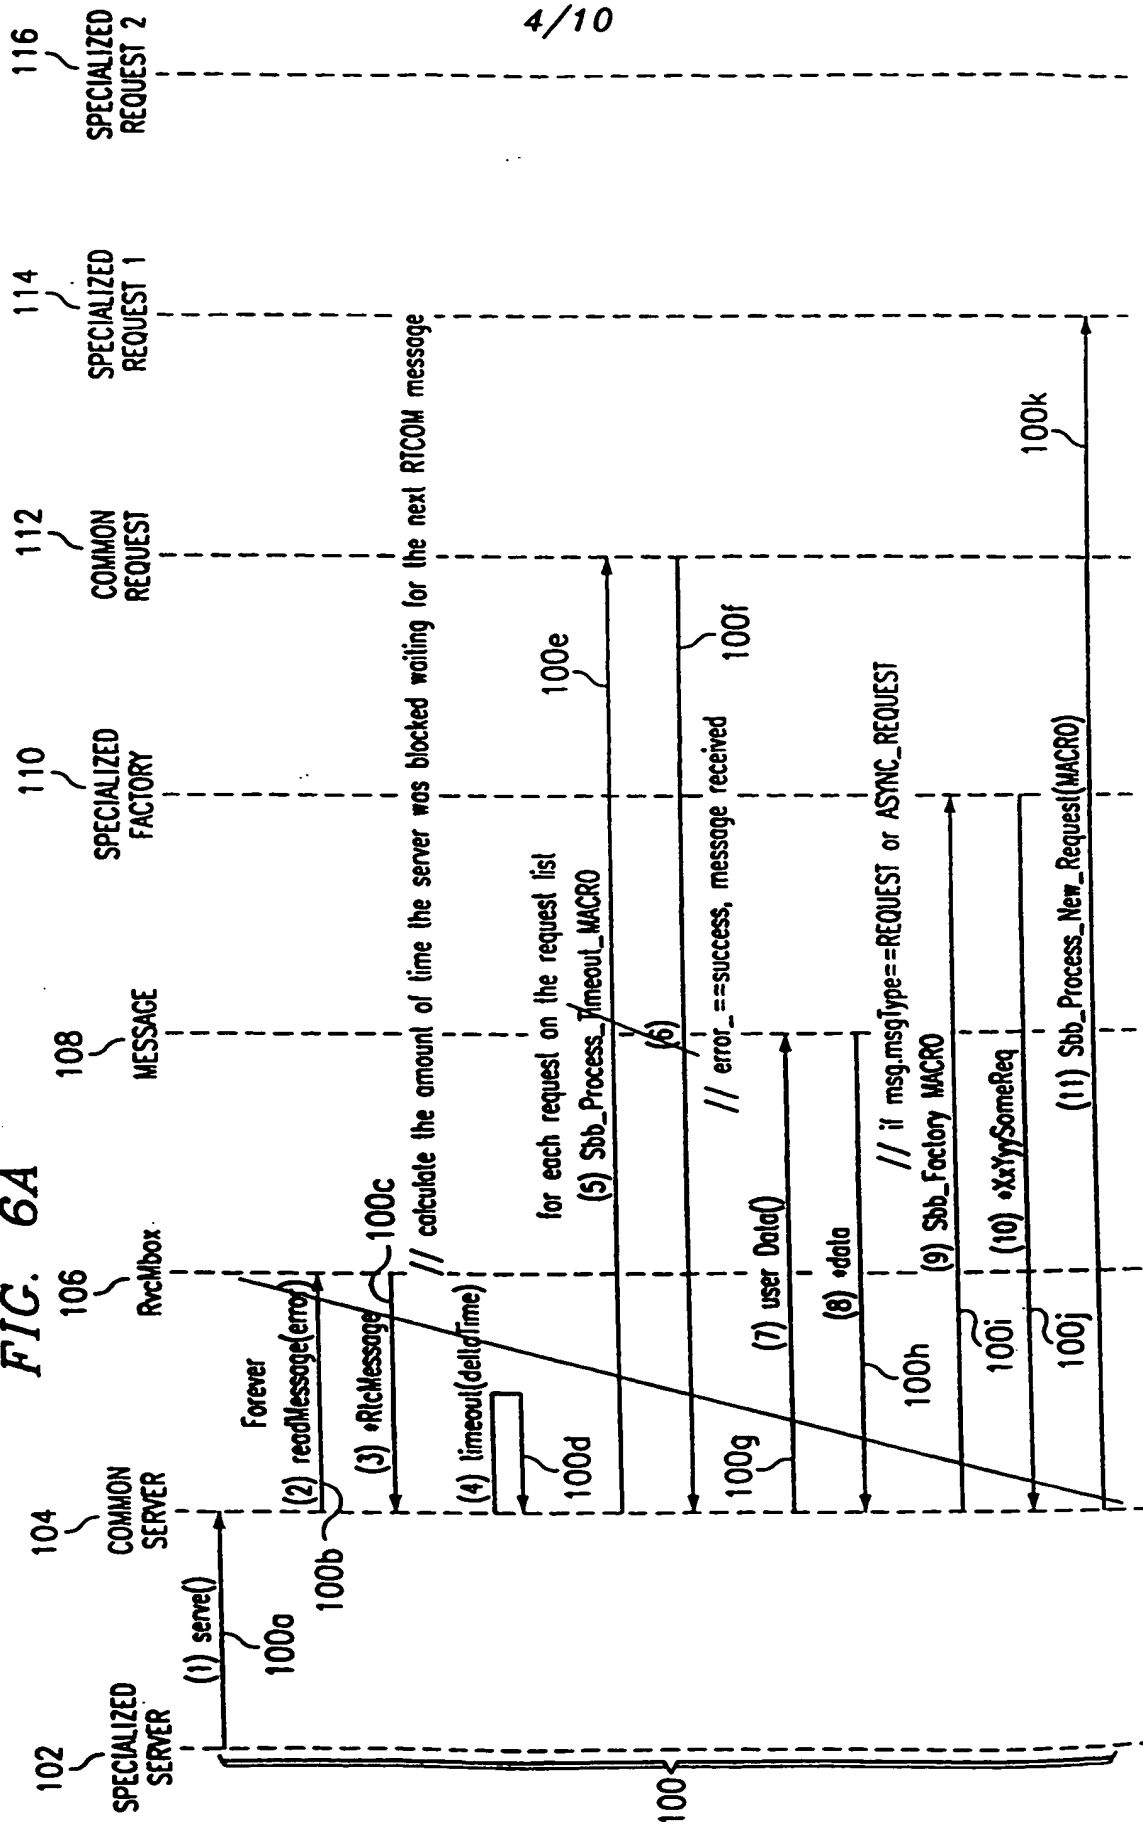 4/10
FIG. 6A
102
SPECIALIZED
SERVER
104
COMMON
SERVER
106
RvcMbox
108
MESSAGE
110
SPECIALIZED
FACTORY
112
COMMON
REQUEST
114
SPECIALIZED
REQUEST 1
116
SPECIALIZED
REQUEST 2
(1) serve()
100a
Forever
(2) readMessage(error)
100b
(3) *RtcMessage
100c
// calculate the amount of time the server was blocked waiting for the next RTCOM message
(4) timeout(deltaTime)
100d
for each request on the request list
(5) Sbb_Process_Timeout_MACRO
100e
(6)
100f
// error_==success, message received
(7) user Data()
100g
(8) *data
100h
// if msg.msgType==REQUEST or ASYNC_REQUEST
(9) Sbb_Factory MACRO
100i
(10) *XxYyySomeReq
100j
(11) Sbb_Process_New_Request(MACRO)
100k
100